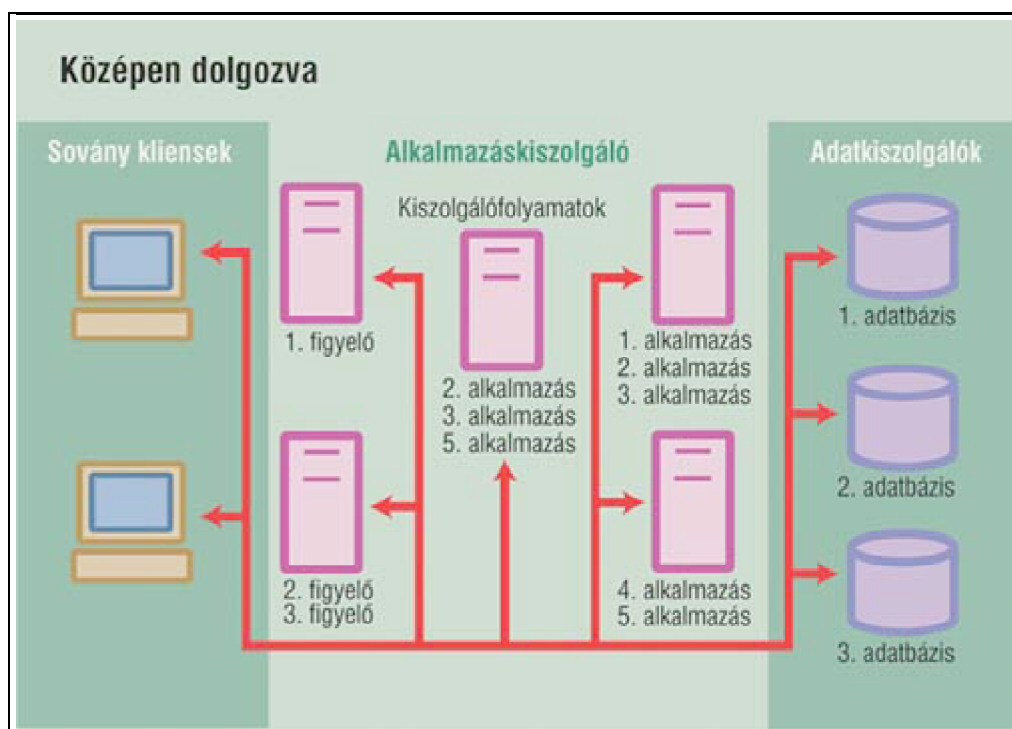 Középen dolgozva
Sovány kliensek
Alkalmazáskiszolgáló
Adatkiszolgálók
Kiszolgálófolyamatok
1. figyelő
2. figyelő
3. figyelő
2. alkalmazás
3. alkalmazás
5. alkalmazás
1. alkalmazás
2. alkalmazás
3. alkalmazás
4. alkalmazás
5. alkalmazás
1. adatbázis
2. adatbázis
3. adatbázis